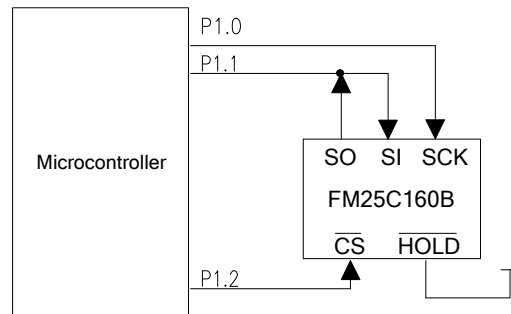 P1.0
P1.1
Microcontroller
SO SI SCK
FM25C160B
CS HOLD
P1.2